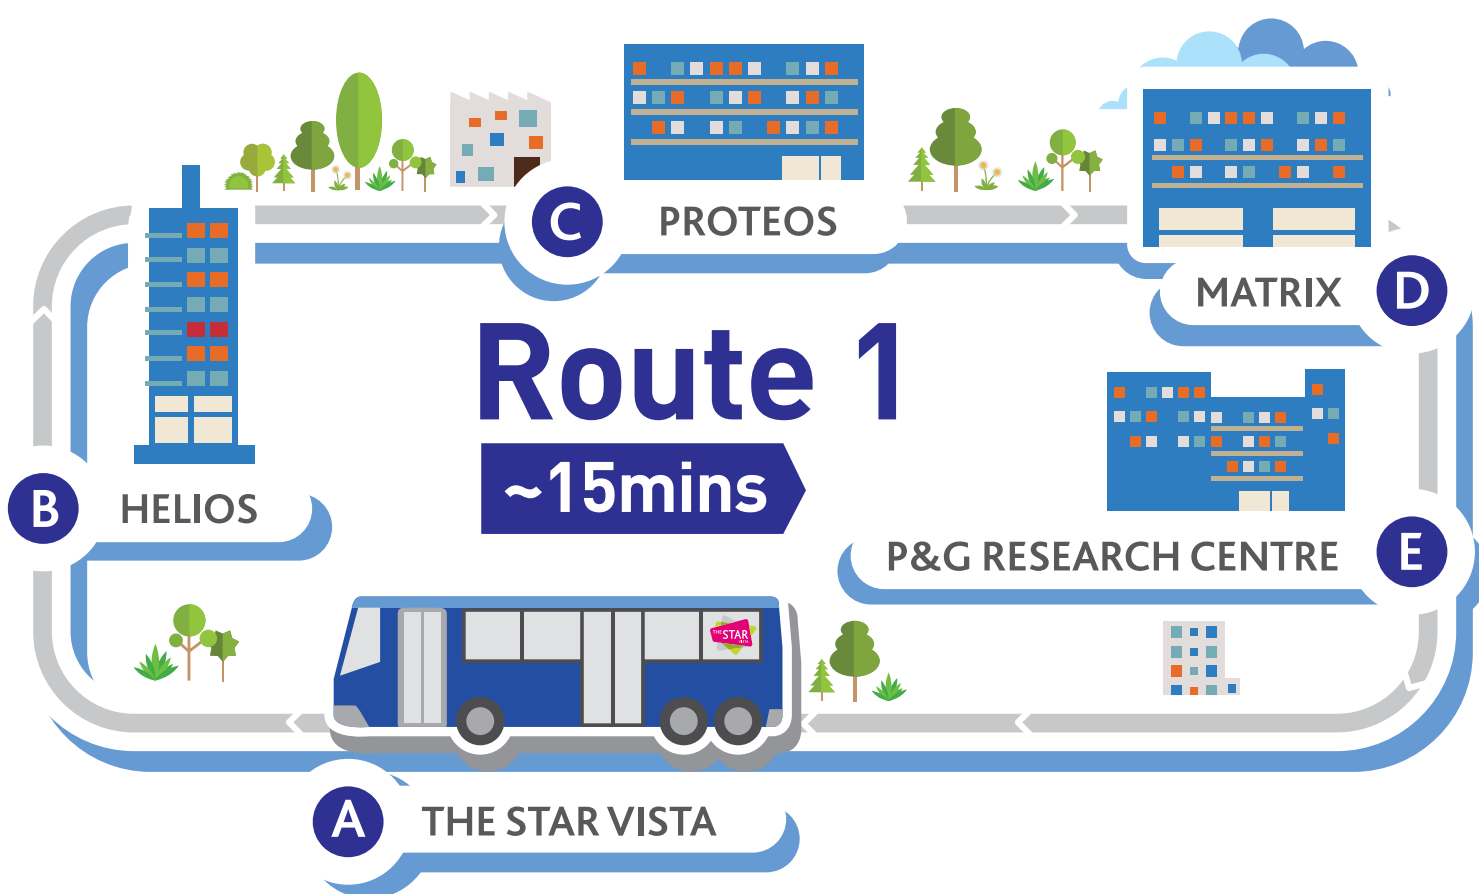 C PROTEOS
MATRIX D
Route 1
~15mins
B HELIOS
P&G RESEARCH CENTRE E
THE STAR
A THE STAR VISTA